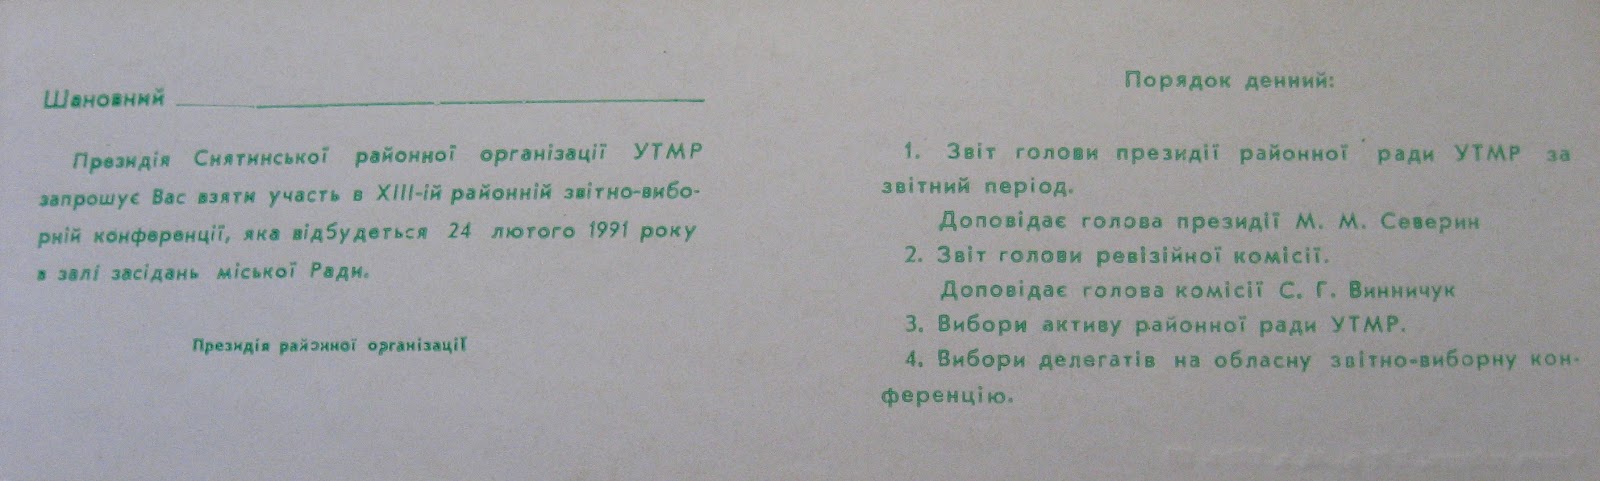 Шановний
Президія Снятинської районної організації УТМР
запрошує Вас взяти участь в XIII-ій районній звітно-вибо-
рній конференції, яка відбудеться 24 лютого 1991 року
в залі засідань міської Ради.
Президія районної організації
Порядок денний:
1. Звіт голови президії районної ради УТМР за
звітний період.
Доповідає голова президії М. М. Северин
2. Звіт голови ревізійної комісії.
Доповідає голова комісії С. Г. Винничук
3. Вибори активу районної ради УТМР.
4. Вибори делегатів на обласну звітно-виборну кон-
ференцію.